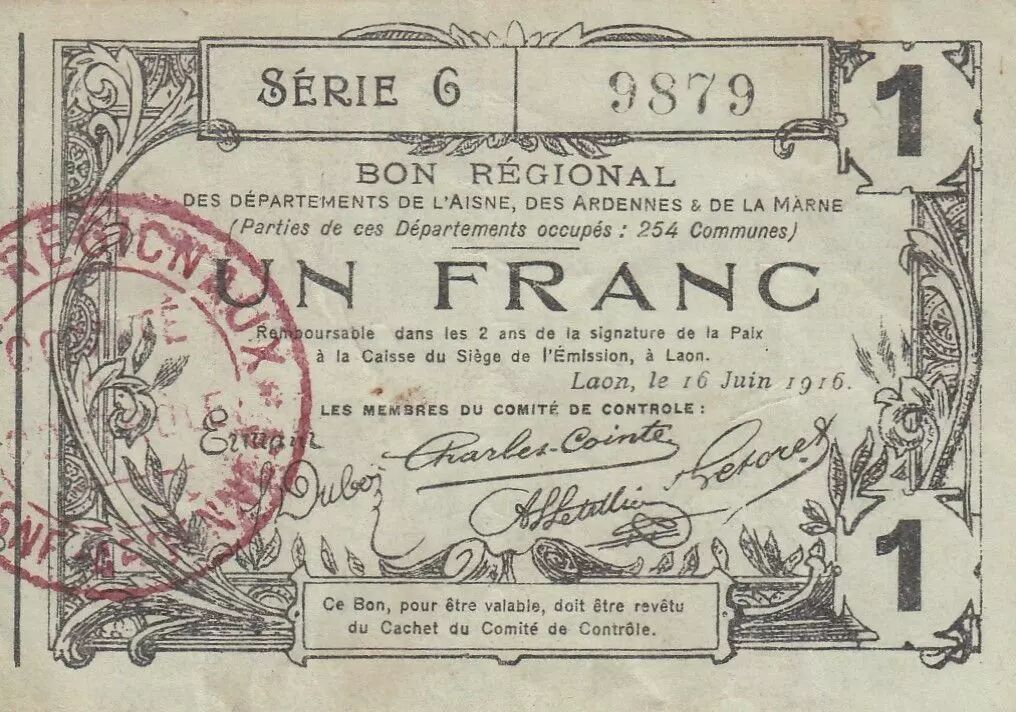 SÉRIE 6 9879
1
BON RÉGIONAL
DES DÉPARTEMENTS DE L'AISNE, DES ARDENNES & DE LA MARNE
(Parties de ces Départements occupés : 254 Communes)
UN FRANC
Remboursable dans les 2 ans de la signature de la Paix
à la Caisse du Siège de l'Émission, à Laon.
Laon, le 16 Juin 1916.
LES MEMBRES DU COMITÉ DE CONTROLE :
Charles-Cointe
Dubois
1
Ce Bon, pour être valable, doit être revêtu
du Cachet du Comité de Contrôle.